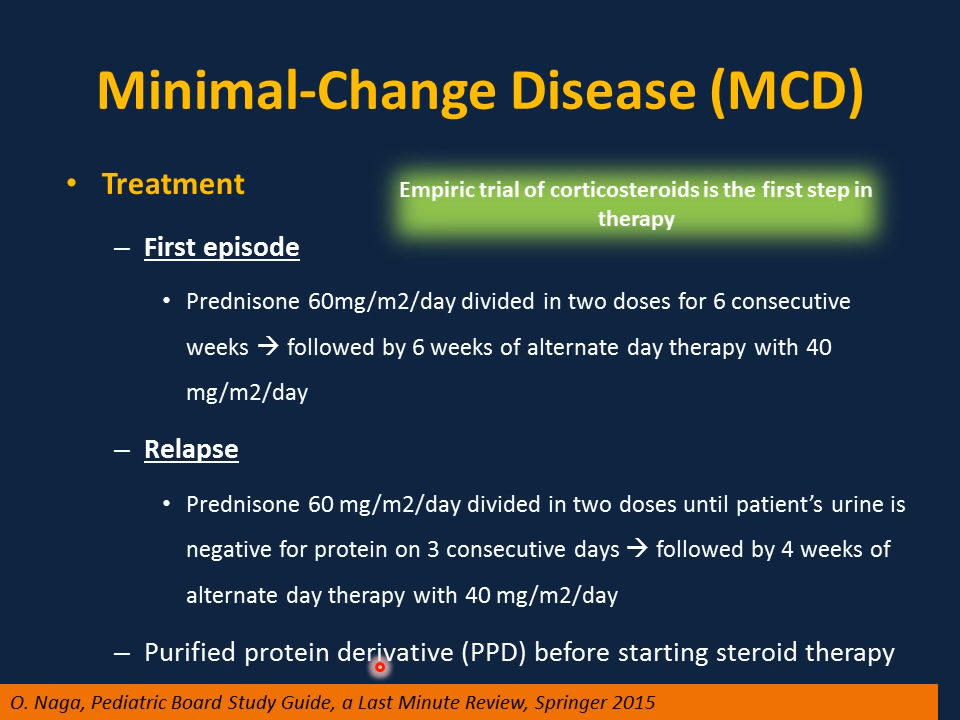 Minimal-Change Disease (MCD)
• Treatment
Empiric trial of corticosteroids is the first step in
therapy
– First episode
• Prednisone 60mg/m2/day divided in two doses for 6 consecutive
weeks → followed by 6 weeks of alternate day therapy with 40
mg/m2/day
– Relapse
• Prednisone 60 mg/m2/day divided in two doses until patient’s urine is
negative for protein on 3 consecutive days → followed by 4 weeks of
alternate day therapy with 40 mg/m2/day
– Purified protein derivative (PPD) before starting steroid therapy
O. Naga, Pediatric Board Study Guide, a Last Minute Review, Springer 2015